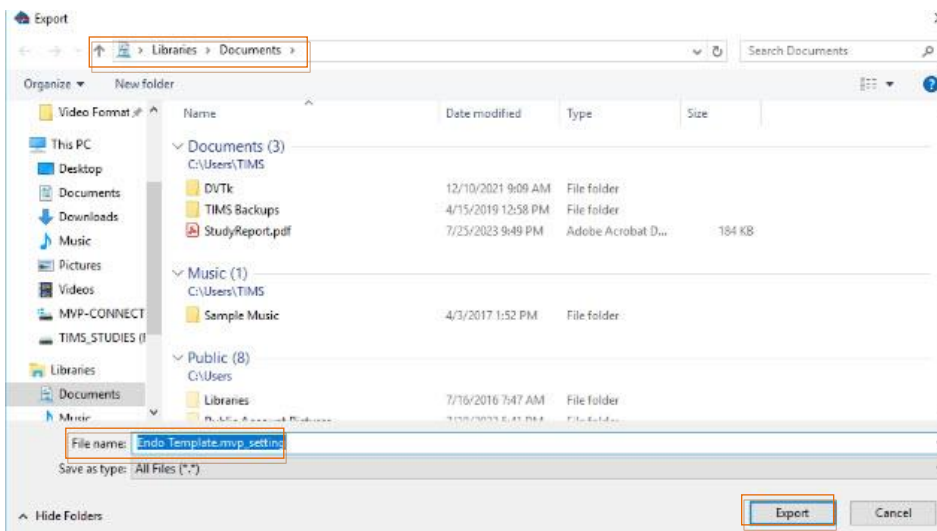 Export
Libraries > Documents >
Search Documents
Organize
New folder
Video Format
Name
Date modified
Type
Size
This PC
Desktop
Documents
Downloads
Music
Pictures
Videos
MVP-CONNECT
TIMS_STUDIES (
Libraries
Documents
Music
Documents (3)
C:\Users\TIMS
DVTk 12/10/2021 9:09 AM File folder
TIMS Backups 4/15/2019 12:58 PM File folder
StudyReport.pdf 7/25/2023 9:49 PM Adobe Acrobat D... 184 KB
Music (1)
C:\Users\TIMS
Sample Music 4/3/2017 1:52 PM File folder
Public (8)
C:\Users
Libraries 7/16/2016 7:47 AM File folder
File name: Endo Template.mvp_setting
Save as type: All Files (*.*)
Hide Folders
Export
Cancel